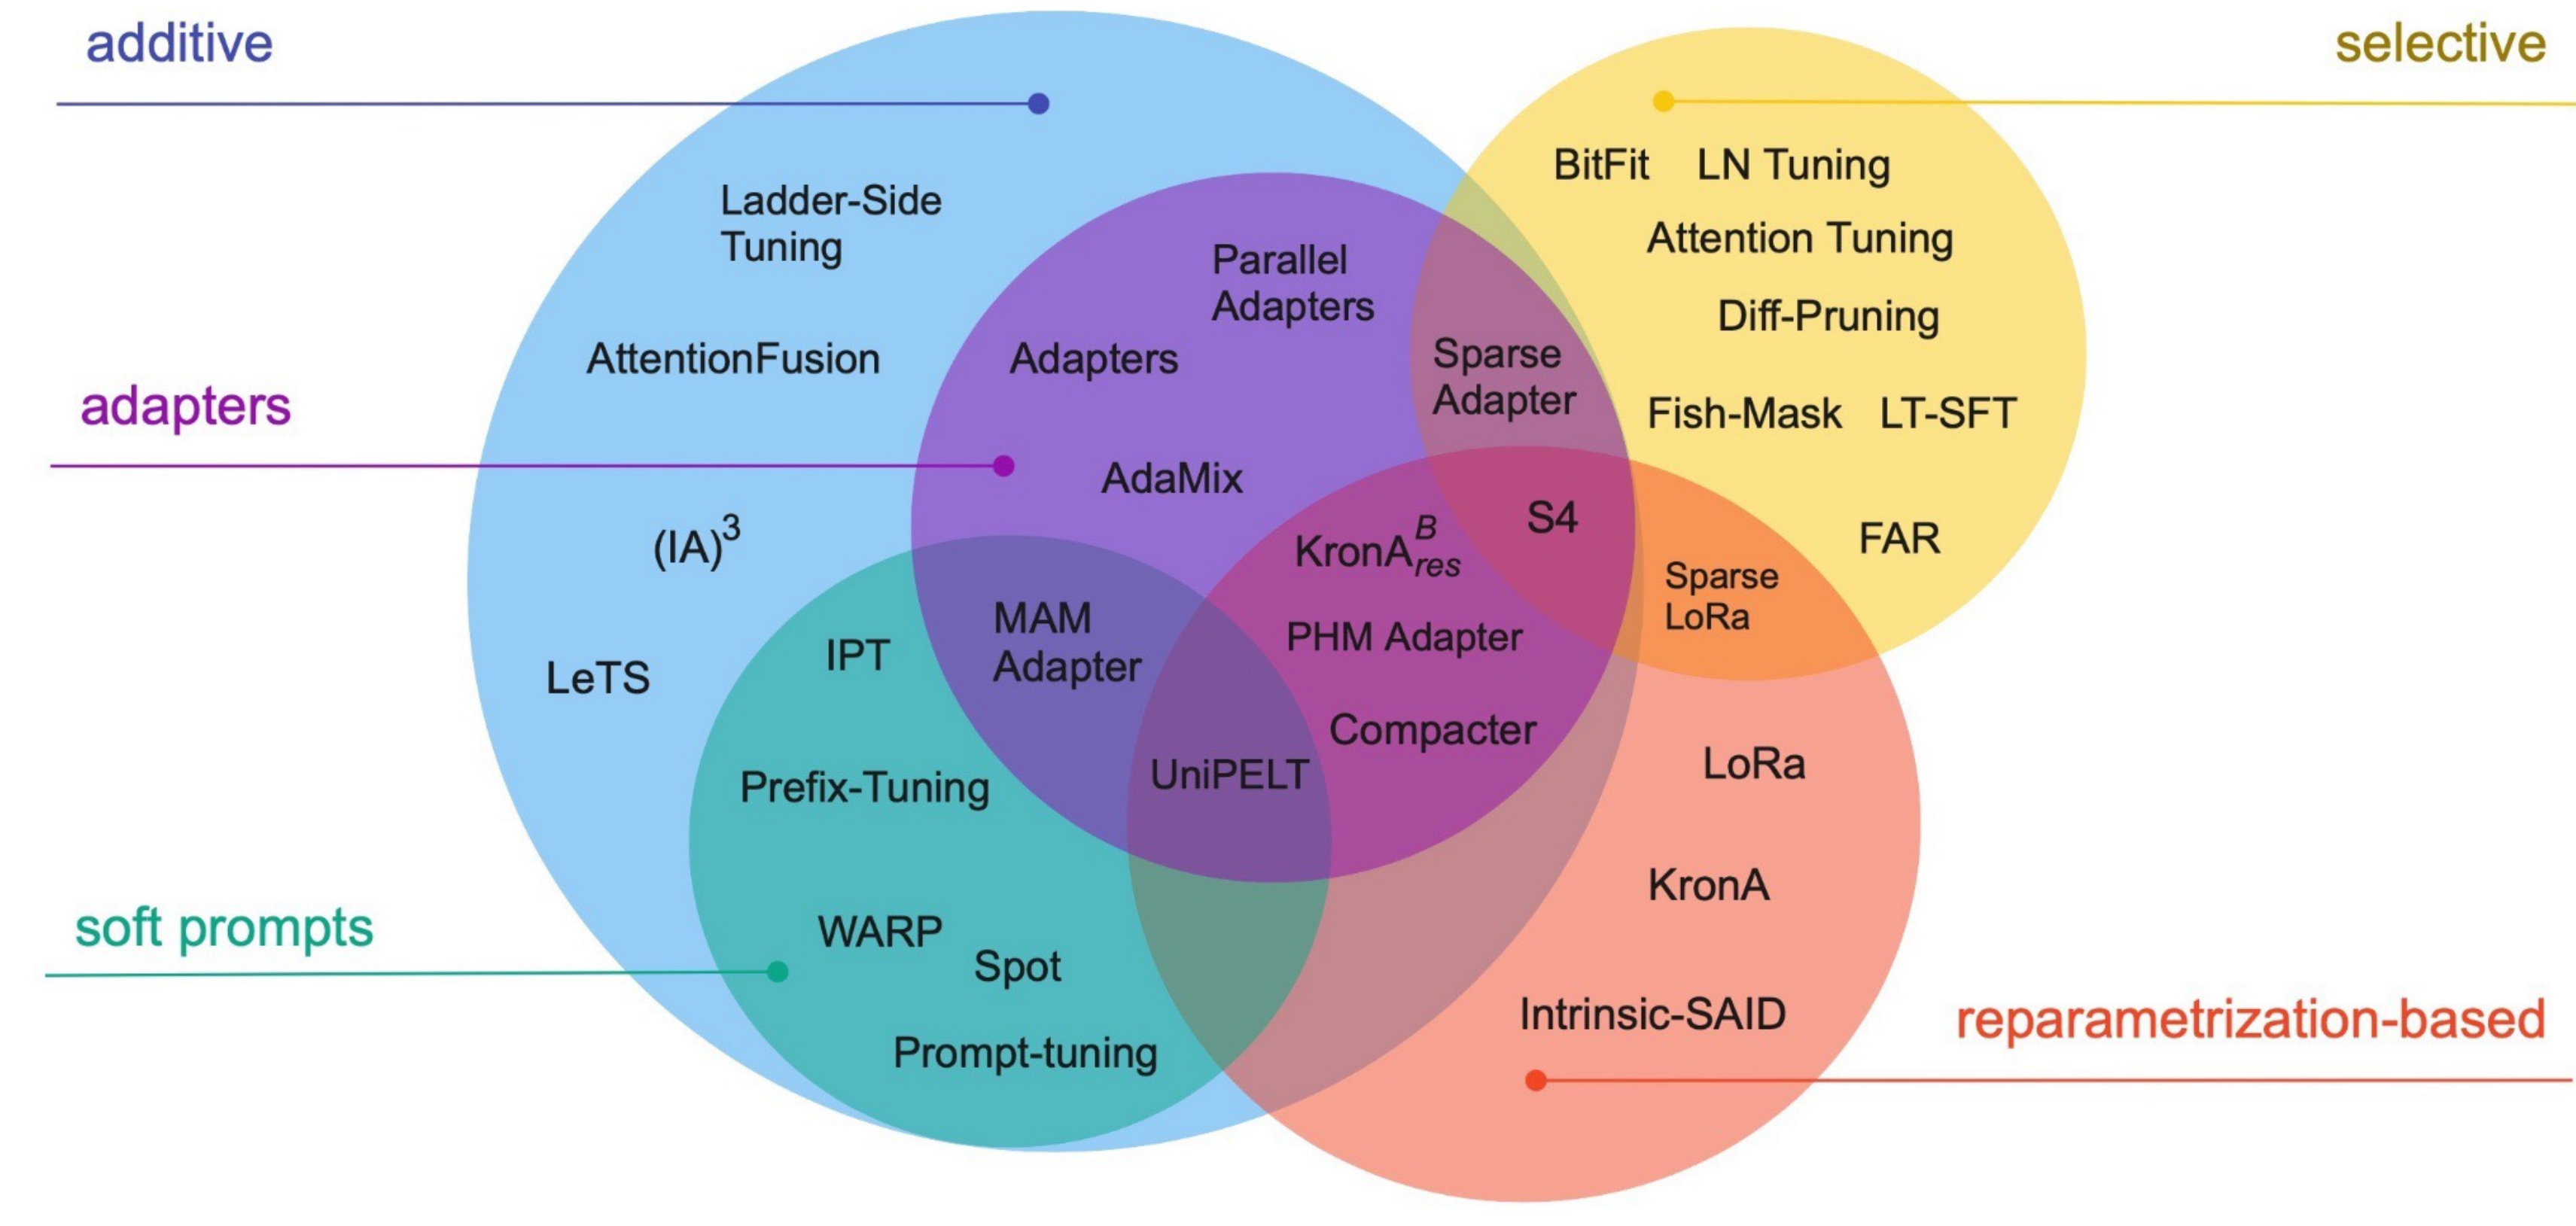 additive
selective
BitFit LN Tuning
Ladder-Side
Tuning
Attention Tuning
Parallel
Adapters
Diff-Pruning
AttentionFusion
Adapters
Sparse
Adapter
adapters
Fish-Mask LT-SFT
AdaMix
(IA)³
KronA^B_res
S4
FAR
Sparse
LoRa
MAM
Adapter
IPT
PHM Adapter
LeTS
Compacter
LoRa
UniPELT
Prefix-Tuning
KronA
soft prompts
WARP
Spot
Intrinsic-SAID
reparametrization-based
Prompt-tuning